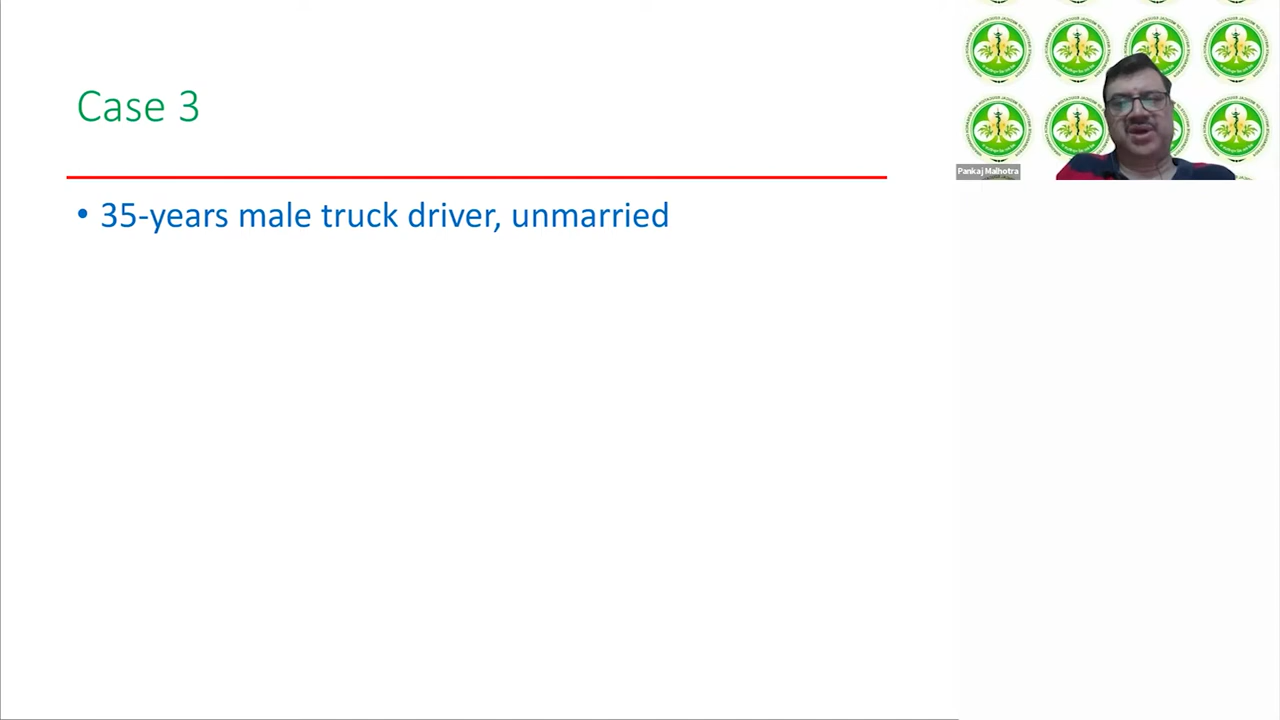 Case 3
• 35-years male truck driver, unmarried
Pankaj Malhotra